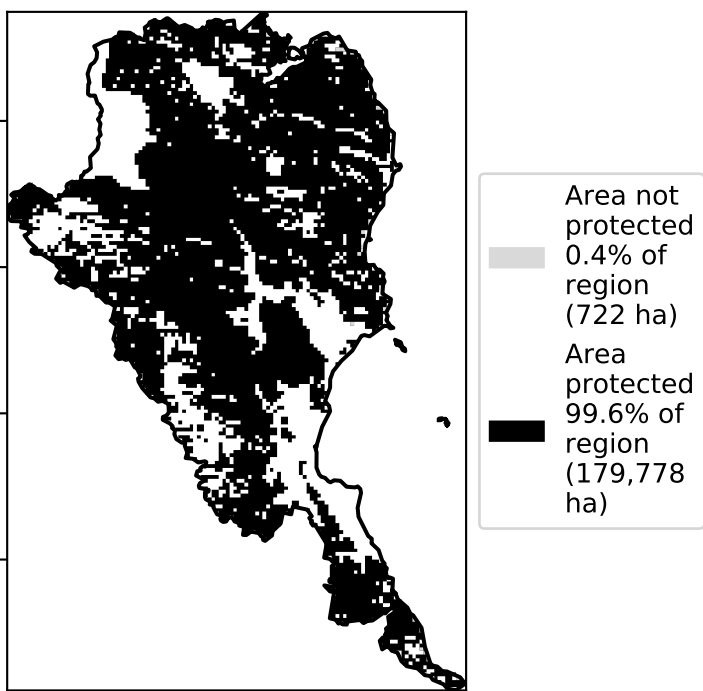 Area not
protected
0.4% of
region
(722 ha)
Area
protected
99.6% of
region
(179,778
ha)